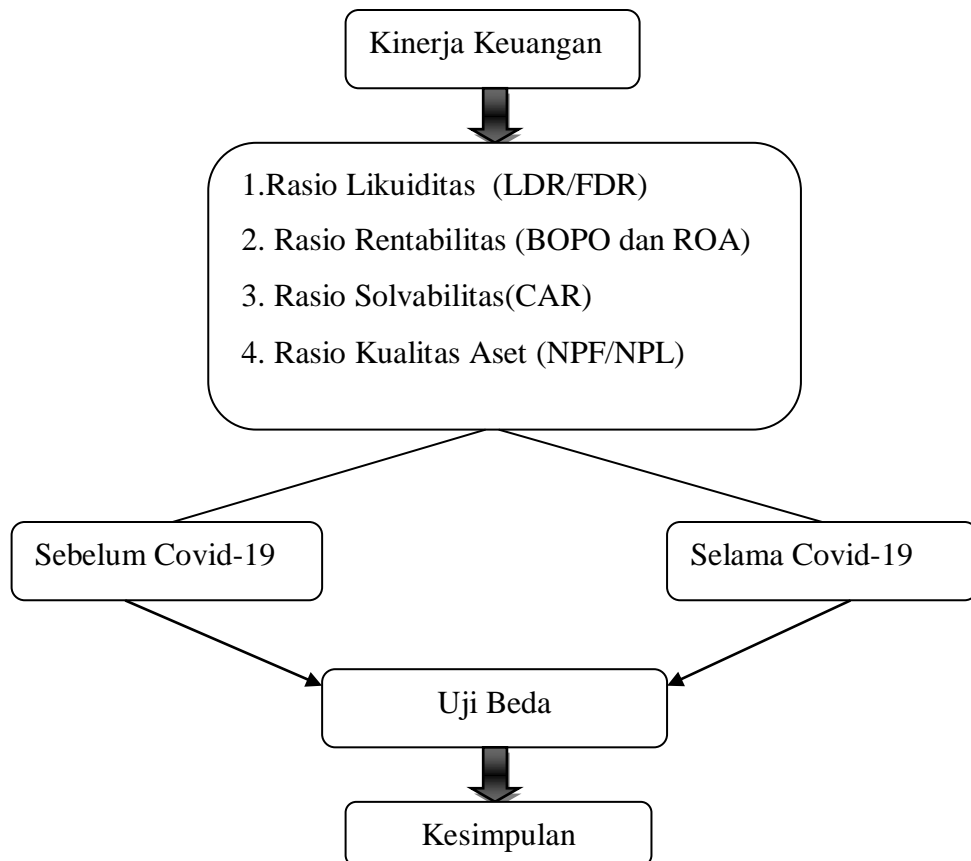 Kinerja Keuangan
1.Rasio Likuiditas (LDR/FDR)
2. Rasio Rentabilitas (BOPO dan ROA)
3. Rasio Solvabilitas(CAR)
4. Rasio Kualitas Aset (NPF/NPL)
Sebelum Covid-19
Selama Covid-19
Uji Beda
Kesimpulan